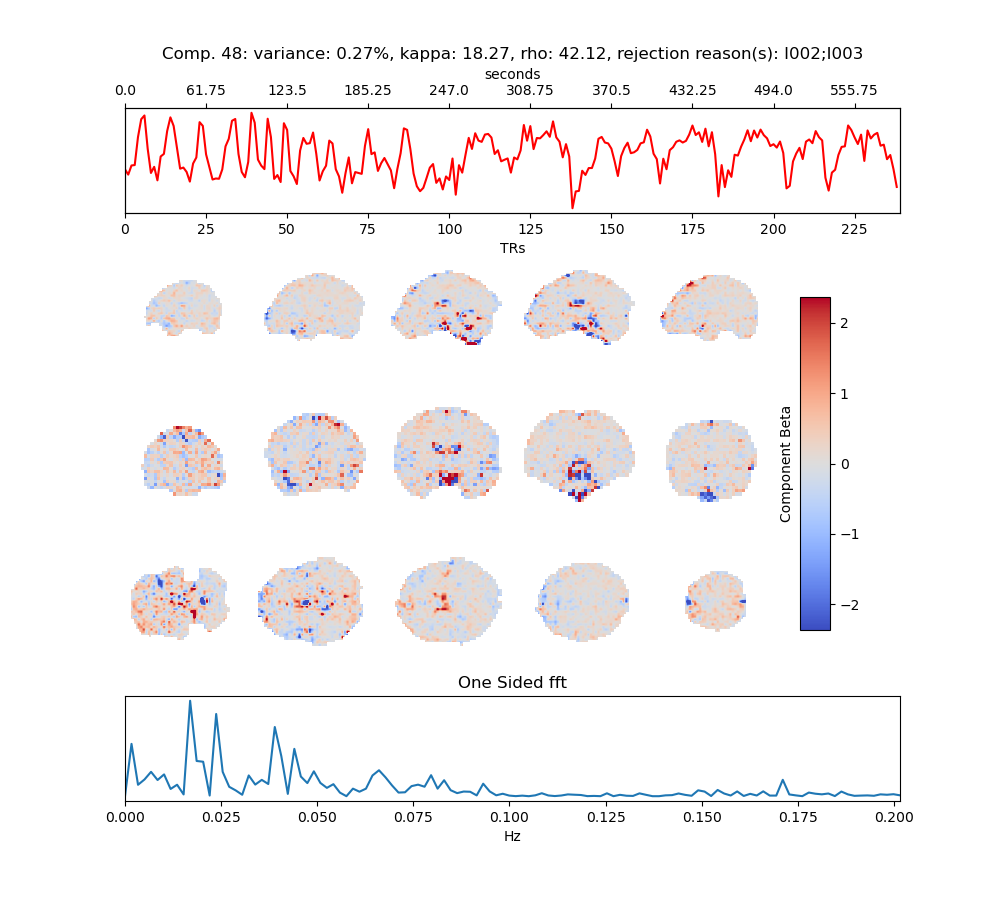 Comp. 48: variance: 0.27%, kappa: 18.27, rho: 42.12, rejection reason(s): I002;I003
seconds
0.0 61.75 123.5 185.25 247.0 308.75 370.5 432.25 494.0 555.75
0 25 50 75 100 125 150 175 200 225
TRs
2
1
0
−1
−2
Component Beta
One Sided fft
0.000 0.025 0.050 0.075 0.100 0.125 0.150 0.175 0.200
Hz